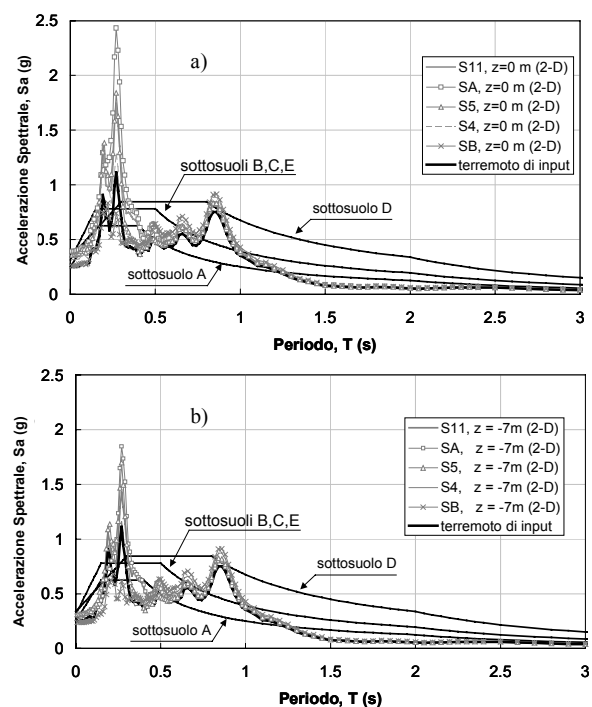 2.5
2
1.5
1
0.5
0
Accelerazione Spettrale, Sa (g)
a)
S11, z=0 m (2-D)
SA, z=0 m (2-D)
S5, z=0 m (2-D)
S4, z=0 m (2-D)
SB, z=0 m (2-D)
terremoto di input
sottosuoli B,C,E
sottosuolo D
sottosuolo A
0 0.5 1 1.5 2 2.5 3
Periodo, T (s)
2.5
2
1.5
1
0.5
0
Accelerazione Spettrale, Sa (g)
b)
S11, z = -7m (2-D)
SA, z = -7m (2-D)
S5, z = -7m (2-D)
S4, z = -7m (2-D)
SB, z = -7m (2-D)
terremoto di input
sottosuoli B,C,E
sottosuolo D
sottosuolo A
0 0.5 1 1.5 2 2.5 3
Periodo, T (s)